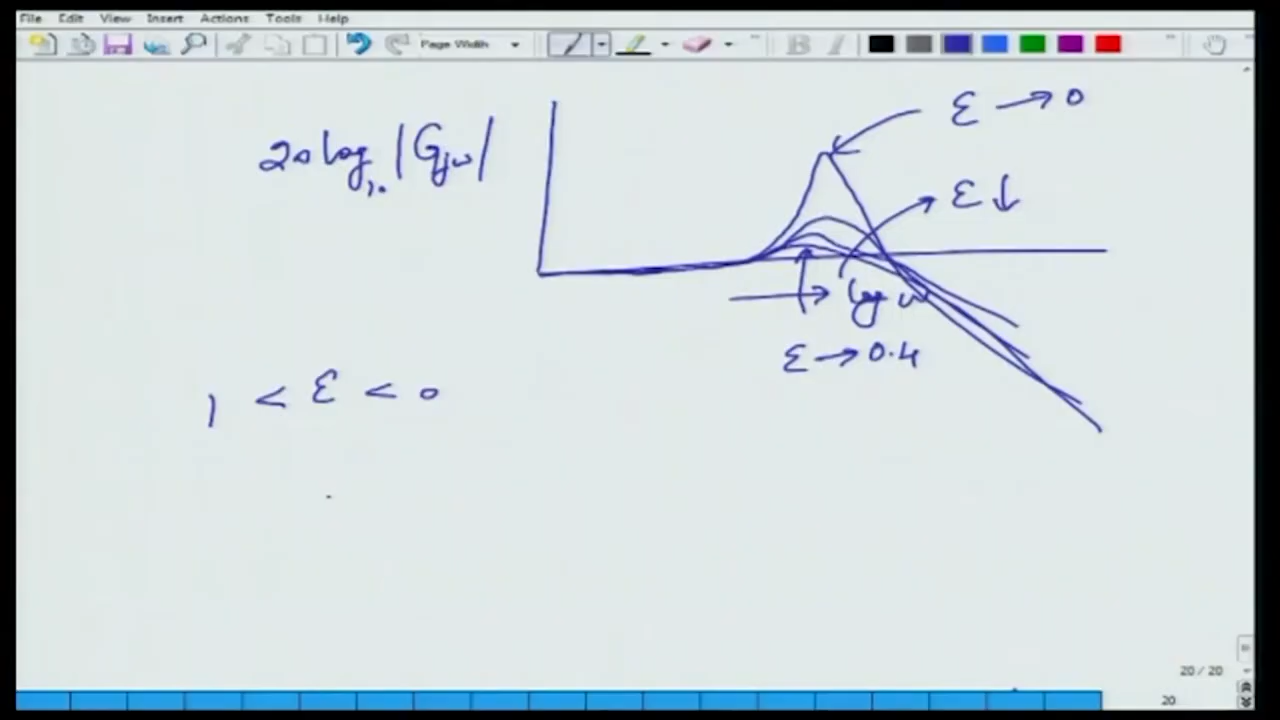 File Edit View Insert Actions Tools Help
Page Width
20 log₁₀ |Gjω|
Ɛ → 0
Ɛ ↓
→ log ω
Ɛ → 0.4
1 < Ɛ < 0
20 / 20
20